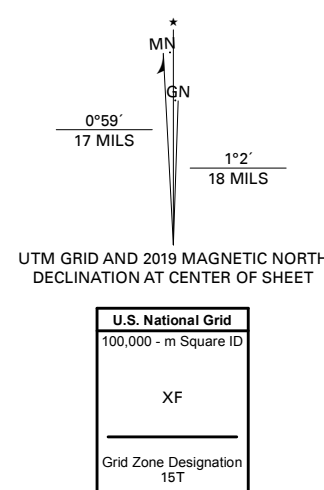 ★
MN
GN
0°59´
17 MILS
1°2´
18 MILS
UTM GRID AND 2019 MAGNETIC NORTH
DECLINATION AT CENTER OF SHEET
U.S. National Grid
100,000 - m Square ID
XF
Grid Zone Designation
15T